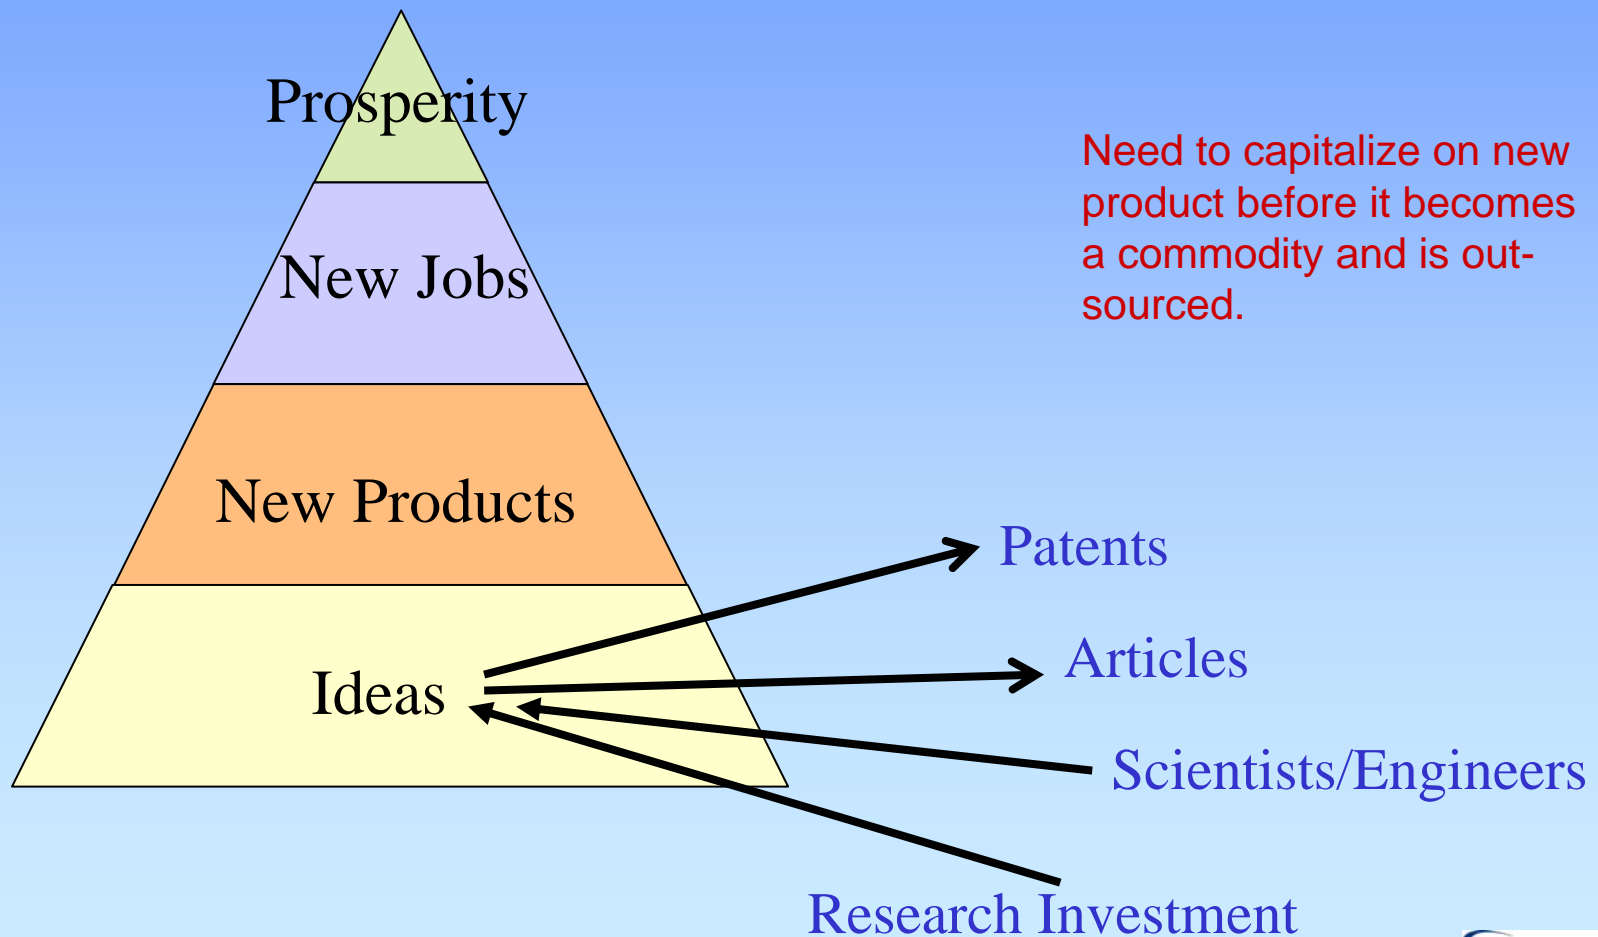 Prosperity
Need to capitalize on new
product before it becomes
a commodity and is out-
sourced.
New Jobs
New Products
Patents
Articles
Ideas
Scientists/Engineers
Research Investment